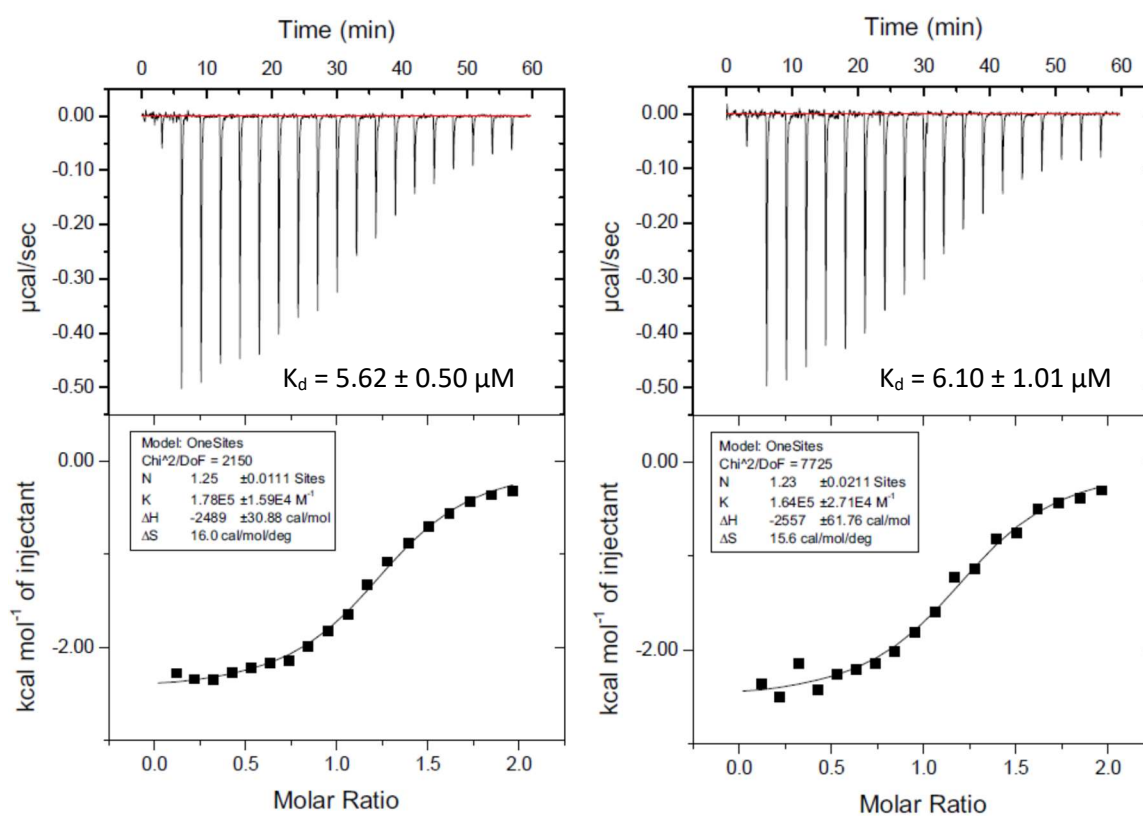 Time (min)
0 10 20 30 40 50 60
0.00
-0.10
-0.20
-0.30
-0.40
-0.50
µcal/sec
K_d = 5.62 ± 0.50 µM
Model: OneSites
Chi^2/DoF = 2150
N 1.25 ±0.0111 Sites
K 1.78E5 ±1.59E4 M⁻¹
ΔH -2489 ±30.88 cal/mol
ΔS 16.0 cal/mol/deg
0.00
-2.00
kcal mol⁻¹ of injectant
0.0 0.5 1.0 1.5 2.0
Molar Ratio
Time (min)
0 10 20 30 40 50 60
0.00
-0.10
-0.20
-0.30
-0.40
-0.50
µcal/sec
K_d = 6.10 ± 1.01 µM
Model: OneSites
Chi^2/DoF = 7725
N 1.23 ±0.0211 Sites
K 1.64E5 ±2.71E4 M⁻¹
ΔH -2557 ±61.76 cal/mol
ΔS 15.6 cal/mol/deg
0.00
-2.00
kcal mol⁻¹ of injectant
0.0 0.5 1.0 1.5 2.0
Molar Ratio